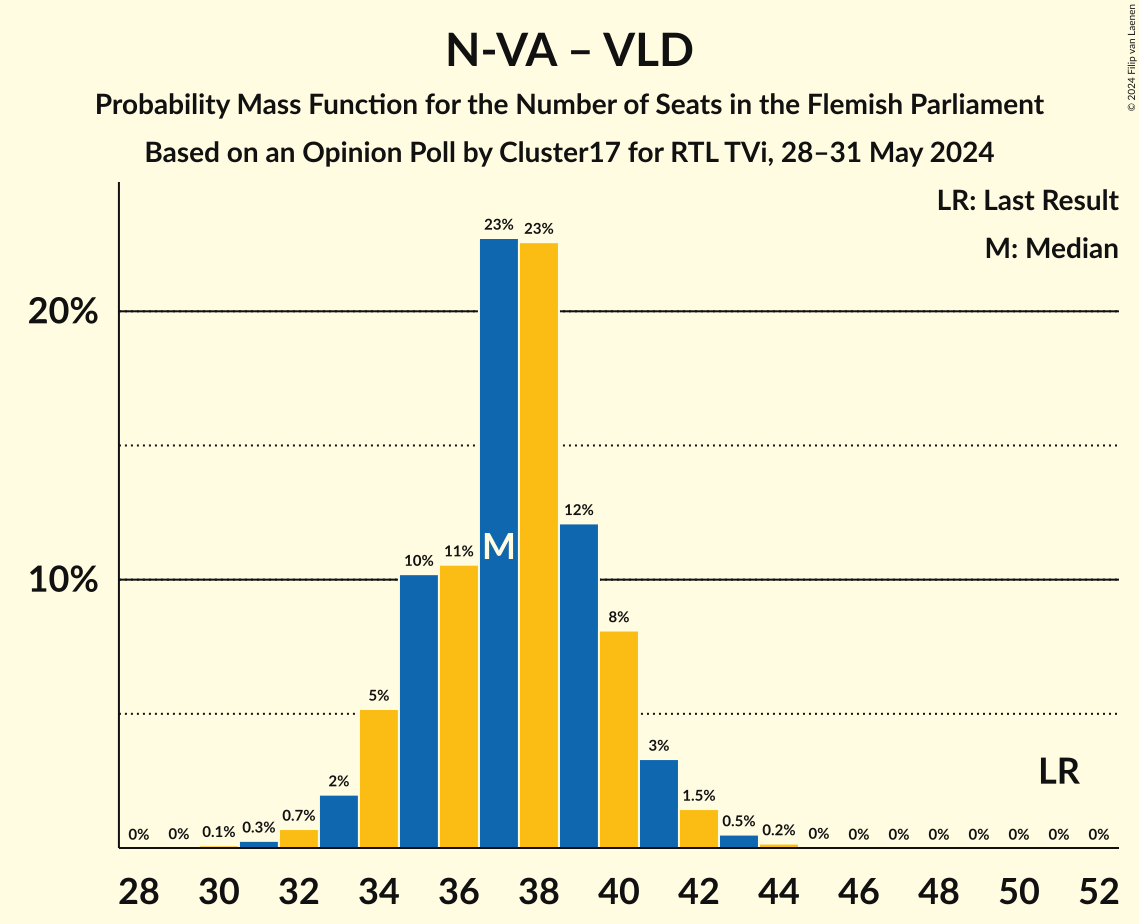 N-VA – VLD
Probability Mass Function for the Number of Seats in the Flemish Parliament
Based on an Opinion Poll by Cluster17 for RTL TVi, 28–31 May 2024
© 2024 Filip van Laenen
LR: Last Result
M: Median
20%
10%
0% 0% 0.1% 0.3% 0.7% 2% 5% 10% 11% 23% 23% 12% 8% 3% 1.5% 0.5% 0.2% 0% 0% 0% 0% 0% 0% 0% 0%
M
LR
28 30 32 34 36 38 40 42 44 46 48 50 52